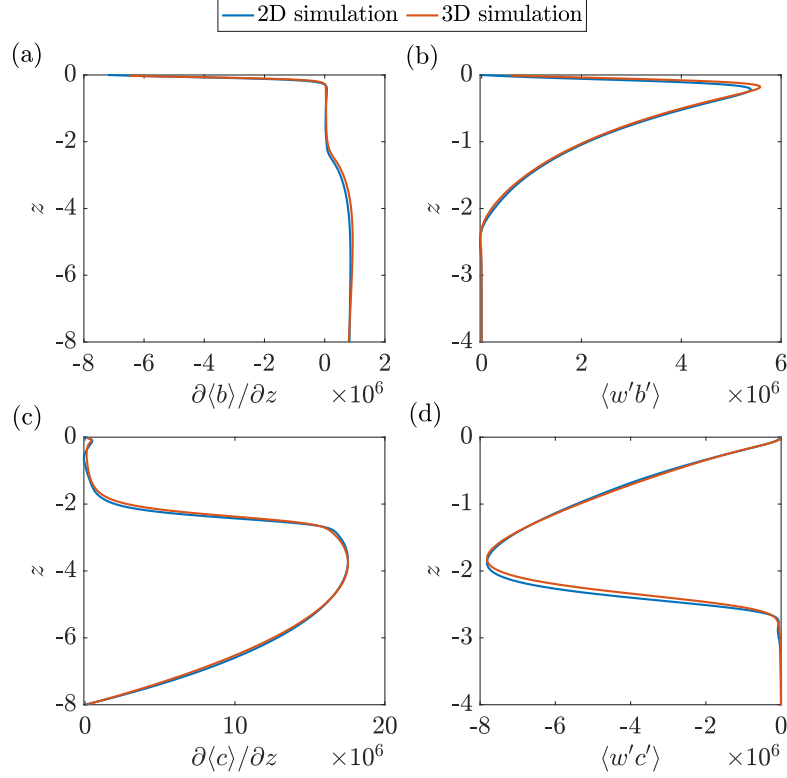 2D simulation 3D simulation
(a) (b)
0 0
-2 -1
z -4 z -2
-6 -3
-8 -4
-8 -6 -4 -2 0 2 0 2 4 6
∂⟨b⟩/∂z ×10⁶ ⟨w′b′⟩ ×10⁶
(c) (d)
0 0
-2 -1
z -4 z -2
-6 -3
-8 -4
0 10 20 -8 -6 -4 -2 0
∂⟨c⟩/∂z ×10⁶ ⟨w′c′⟩ ×10⁶